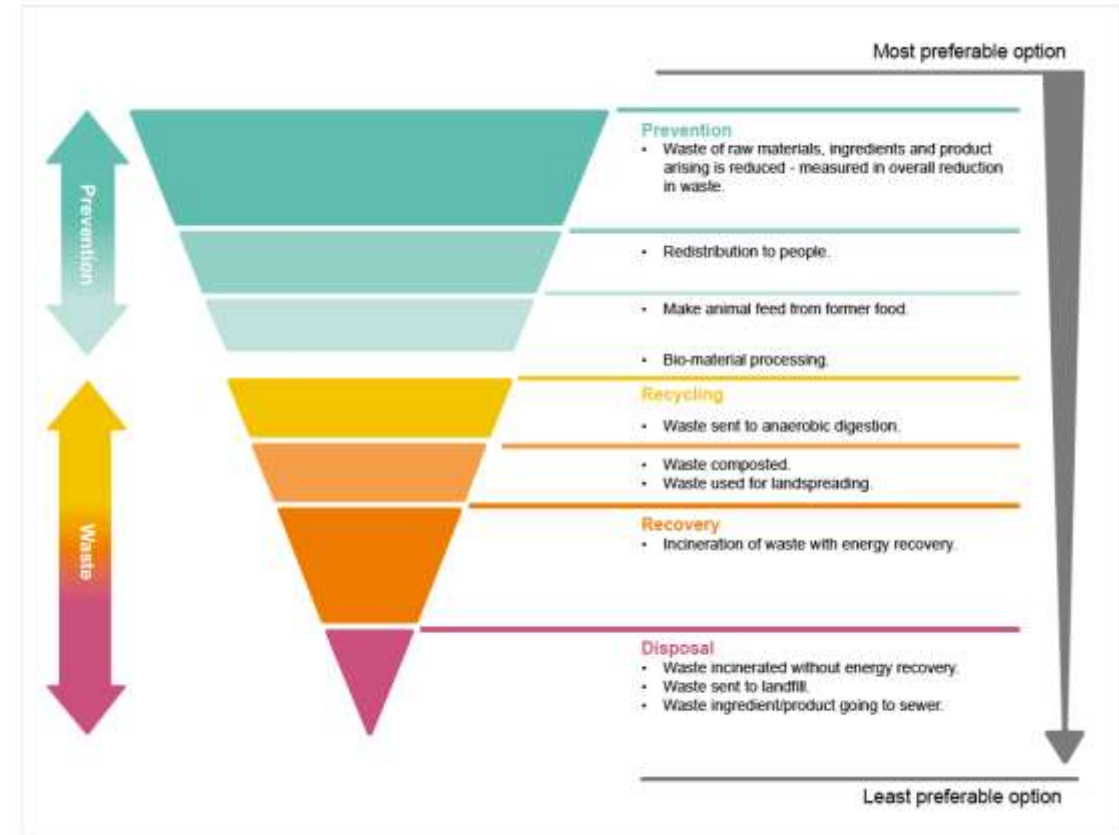 Most preferable option
Prevention
Prevention
• Waste of raw materials, ingredients and product
arising is reduced - measured in overall reduction
in waste.
• Redistribution to people.
• Make animal feed from former food.
• Bio-material processing.
Waste
Recycling
• Waste sent to anaerobic digestion.
• Waste composted.
• Waste used for landspreading.
Recovery
• Incineration of waste with energy recovery.
Disposal
• Waste incinerated without energy recovery.
• Waste sent to landfill.
• Waste ingredient/product going to sewer.
Least preferable option